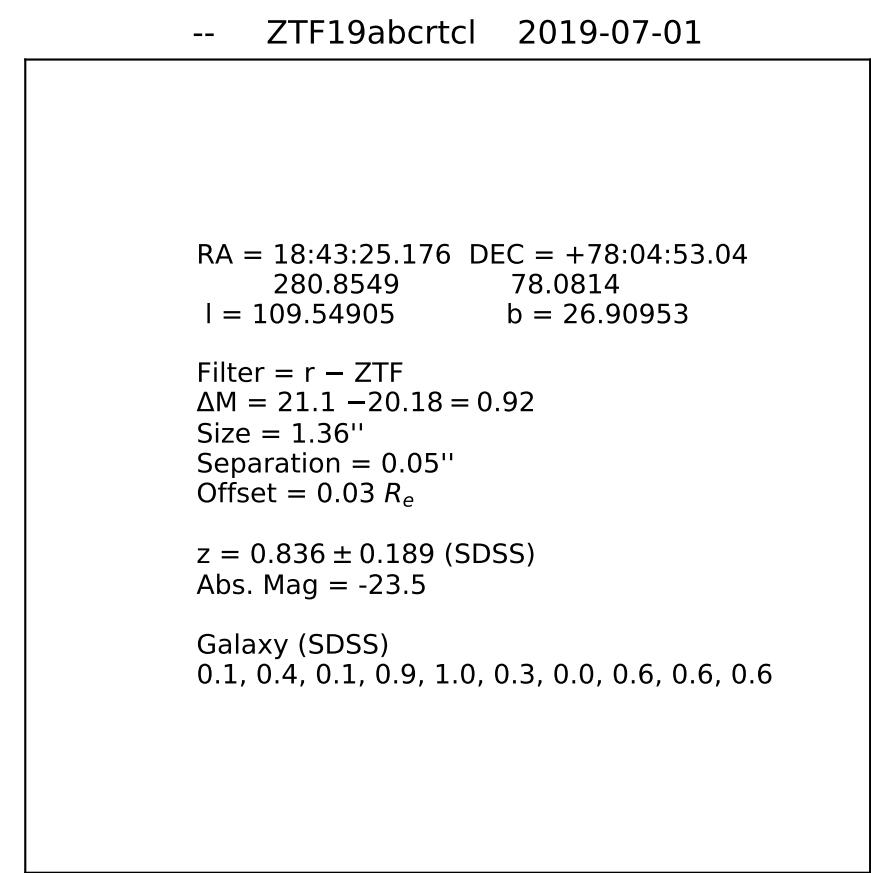 -- ZTF19abcrtcl 2019-07-01
RA = 18:43:25.176 DEC = +78:04:53.04
280.8549 78.0814
l = 109.54905 b = 26.90953
Filter = r − ZTF
ΔM = 21.1 −20.18 = 0.92
Size = 1.36''
Separation = 0.05''
Offset = 0.03 Re
z = 0.836 ± 0.189 (SDSS)
Abs. Mag = -23.5
Galaxy (SDSS)
0.1, 0.4, 0.1, 0.9, 1.0, 0.3, 0.0, 0.6, 0.6, 0.6